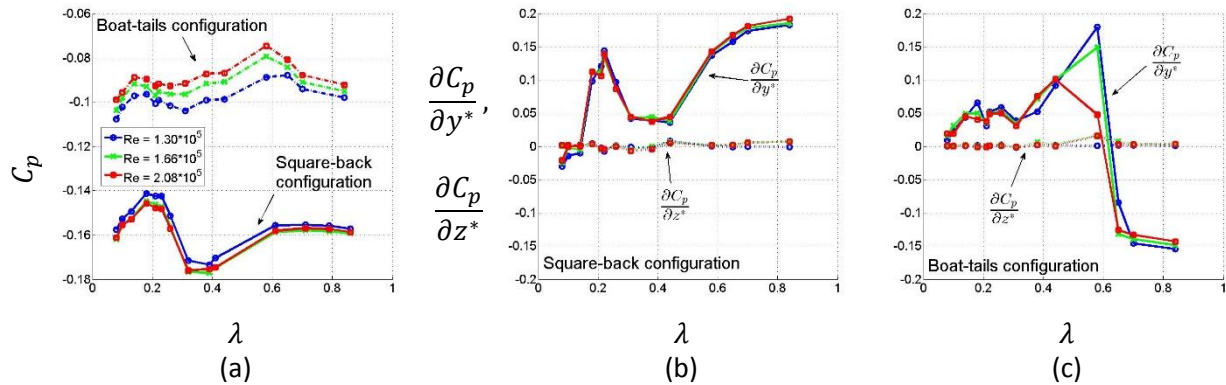 Boat-tails configuration
-0.06
-0.08
-0.1
-0.12
-0.14
-0.16
-0.18
C_p
Re = 1.30*10^5
Re = 1.66*10^5
Re = 2.08*10^5
Square-back
configuration
0 0.2 0.4 0.6 0.8 1
λ
(a)
∂C_p/∂y*,
∂C_p/∂z*
0.2
0.15
0.1
0.05
0
-0.05
-0.1
-0.15
-0.2
∂C_p/∂y*
∂C_p/∂z*
Square-back configuration
0 0.2 0.4 0.6 0.8 1
λ
(b)
0.2
0.15
0.1
0.05
0
-0.05
-0.1
-0.15
-0.2
∂C_p/∂y*
∂C_p/∂z*
Boat-tails configuration
0 0.2 0.4 0.6 0.8 1
λ
(c)